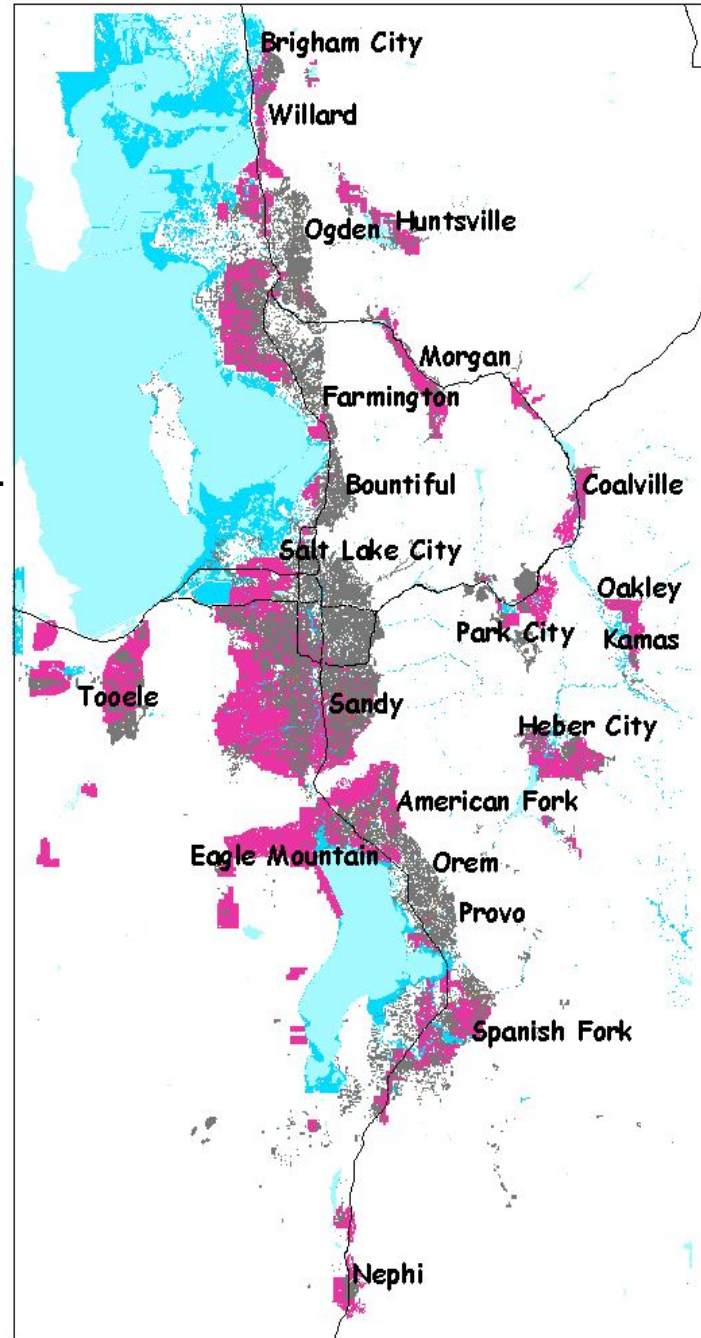 Brigham City
Willard
Huntsville
Ogden
Morgan
Farmington
Bountiful
Coalville
Salt Lake City
Oakley
Park City
Kamas
Tooele
Sandy
Heber City
American Fork
Eagle Mountain
Orem
Provo
Spanish Fork
Nephi